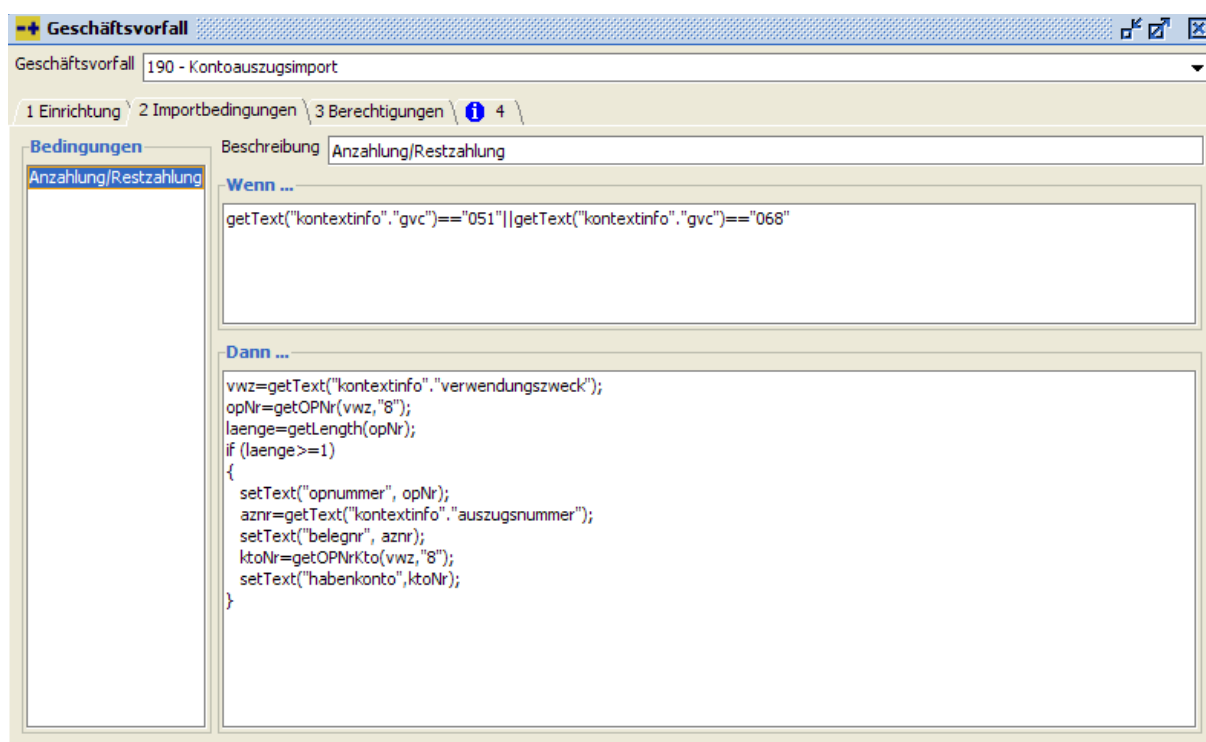 Geschäftsvorfall
Geschäftsvorfall 190 - Kontoauszugsimport
1 Einrichtung 2 Importbedingungen 3 Berechtigungen 4
Bedingungen
Beschreibung Anzahlung/Restzahlung
Anzahlung/Restzahlung
Wenn ...
getText("kontextinfo"."gvc")=="051"||getText("kontextinfo"."gvc")=="068"
Dann ...
vwz=getText("kontextinfo"."verwendungszweck");
opNr=getOPNr(vwz,"8");
laenge=getLength(opNr);
if (laenge>=1)
{
setText("opnummer", opNr);
aznr=getText("kontextinfo"."auszugsnummer");
setText("belegnr", aznr);
ktoNr=getOPNrKto(vwz,"8");
setText("habenkonto",ktoNr);
}